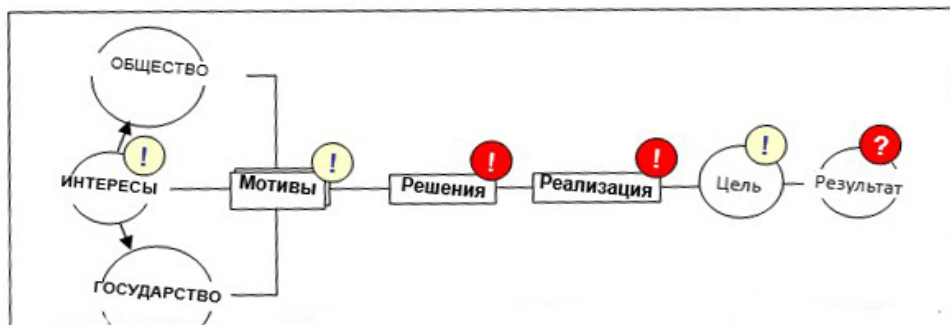 ОБЩЕСТВО
!
ИНТЕРЕСЫ
!
Мотивы
!
Решения
!
Реализация
!
Цель
?
Результат
ГОСУДАРСТВО